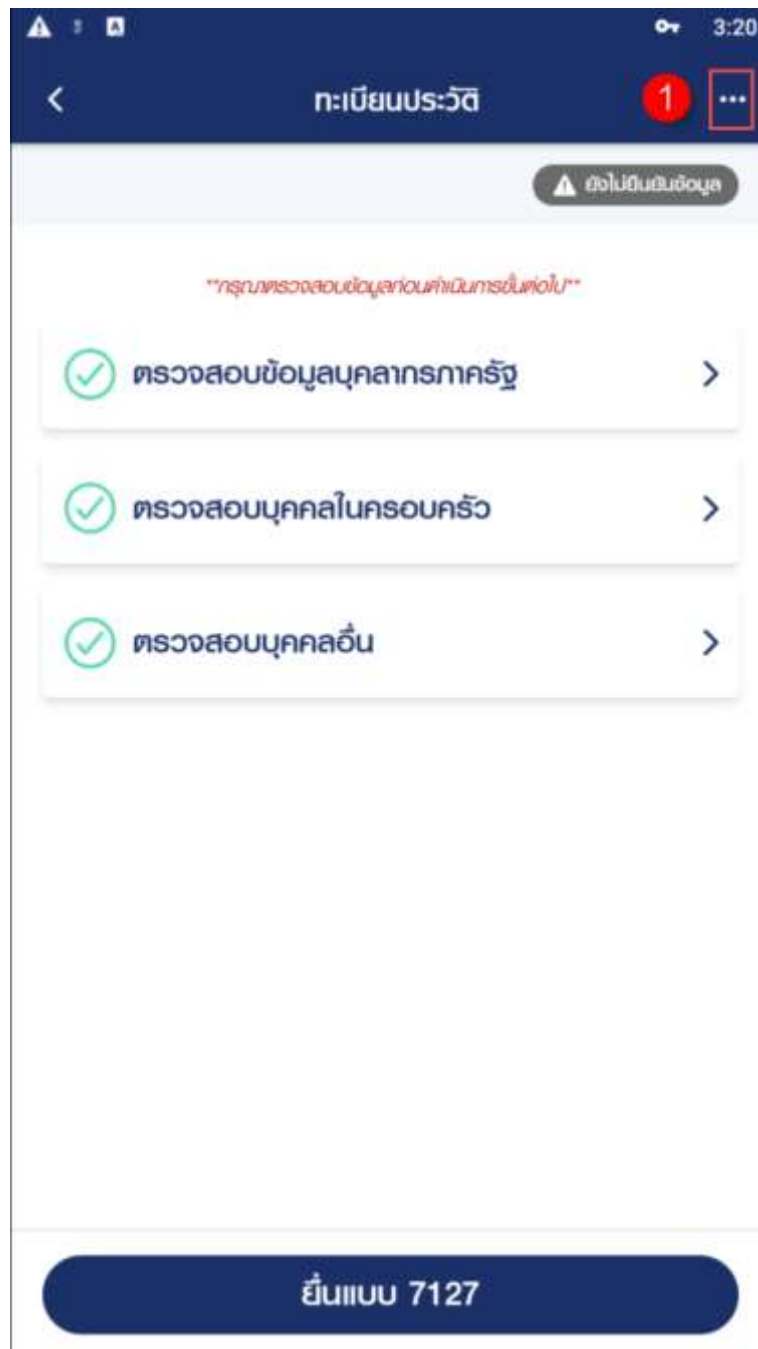 3:20
ทะเบียนประวัติ
1
ยังไม่ยืนยันข้อมูล
**กรุณาตรวจสอบข้อมูลก่อนดำเนินการขั้นต่อไป**
ตรวจสอบข้อมูลบุคลากรภาครัฐ
ตรวจสอบบุคคลในครอบครัว
ตรวจสอบบุคคลอื่น
ยื่นแบบ 7127